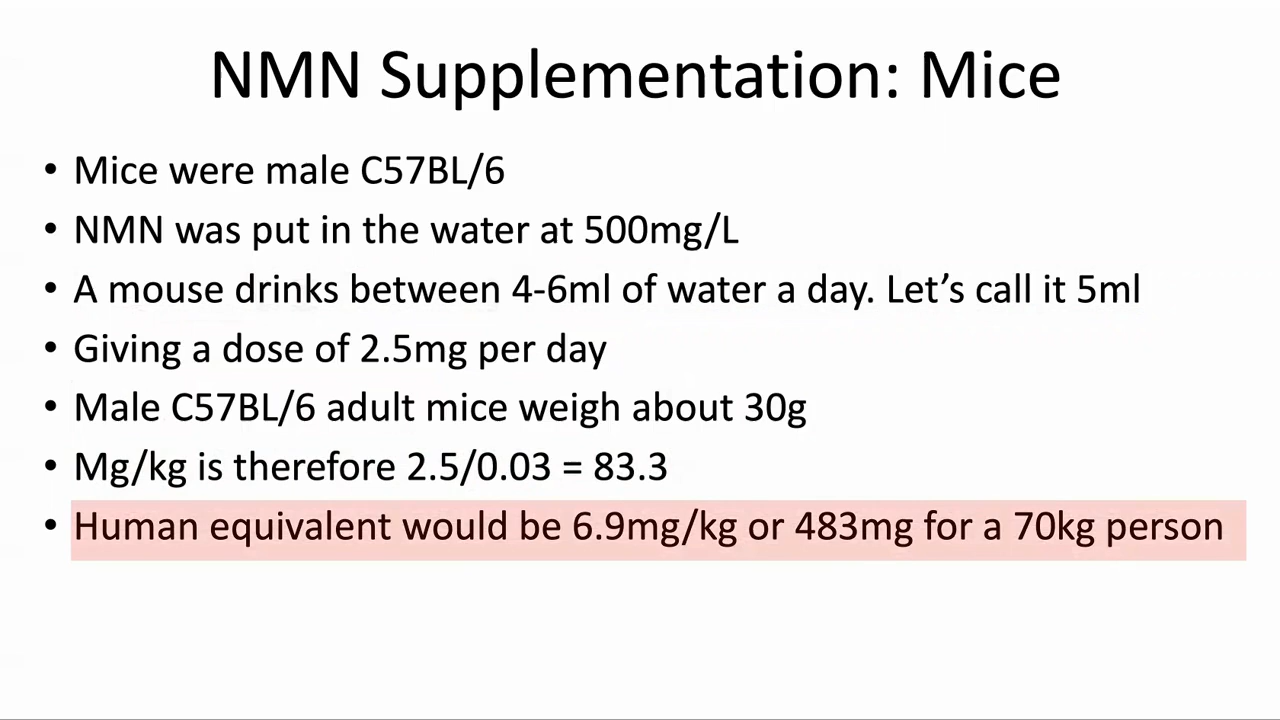 NMN Supplementation: Mice
• Mice were male C57BL/6
• NMN was put in the water at 500mg/L
• A mouse drinks between 4-6ml of water a day. Let’s call it 5ml
• Giving a dose of 2.5mg per day
• Male C57BL/6 adult mice weigh about 30g
• Mg/kg is therefore 2.5/0.03 = 83.3
• Human equivalent would be 6.9mg/kg or 483mg for a 70kg person